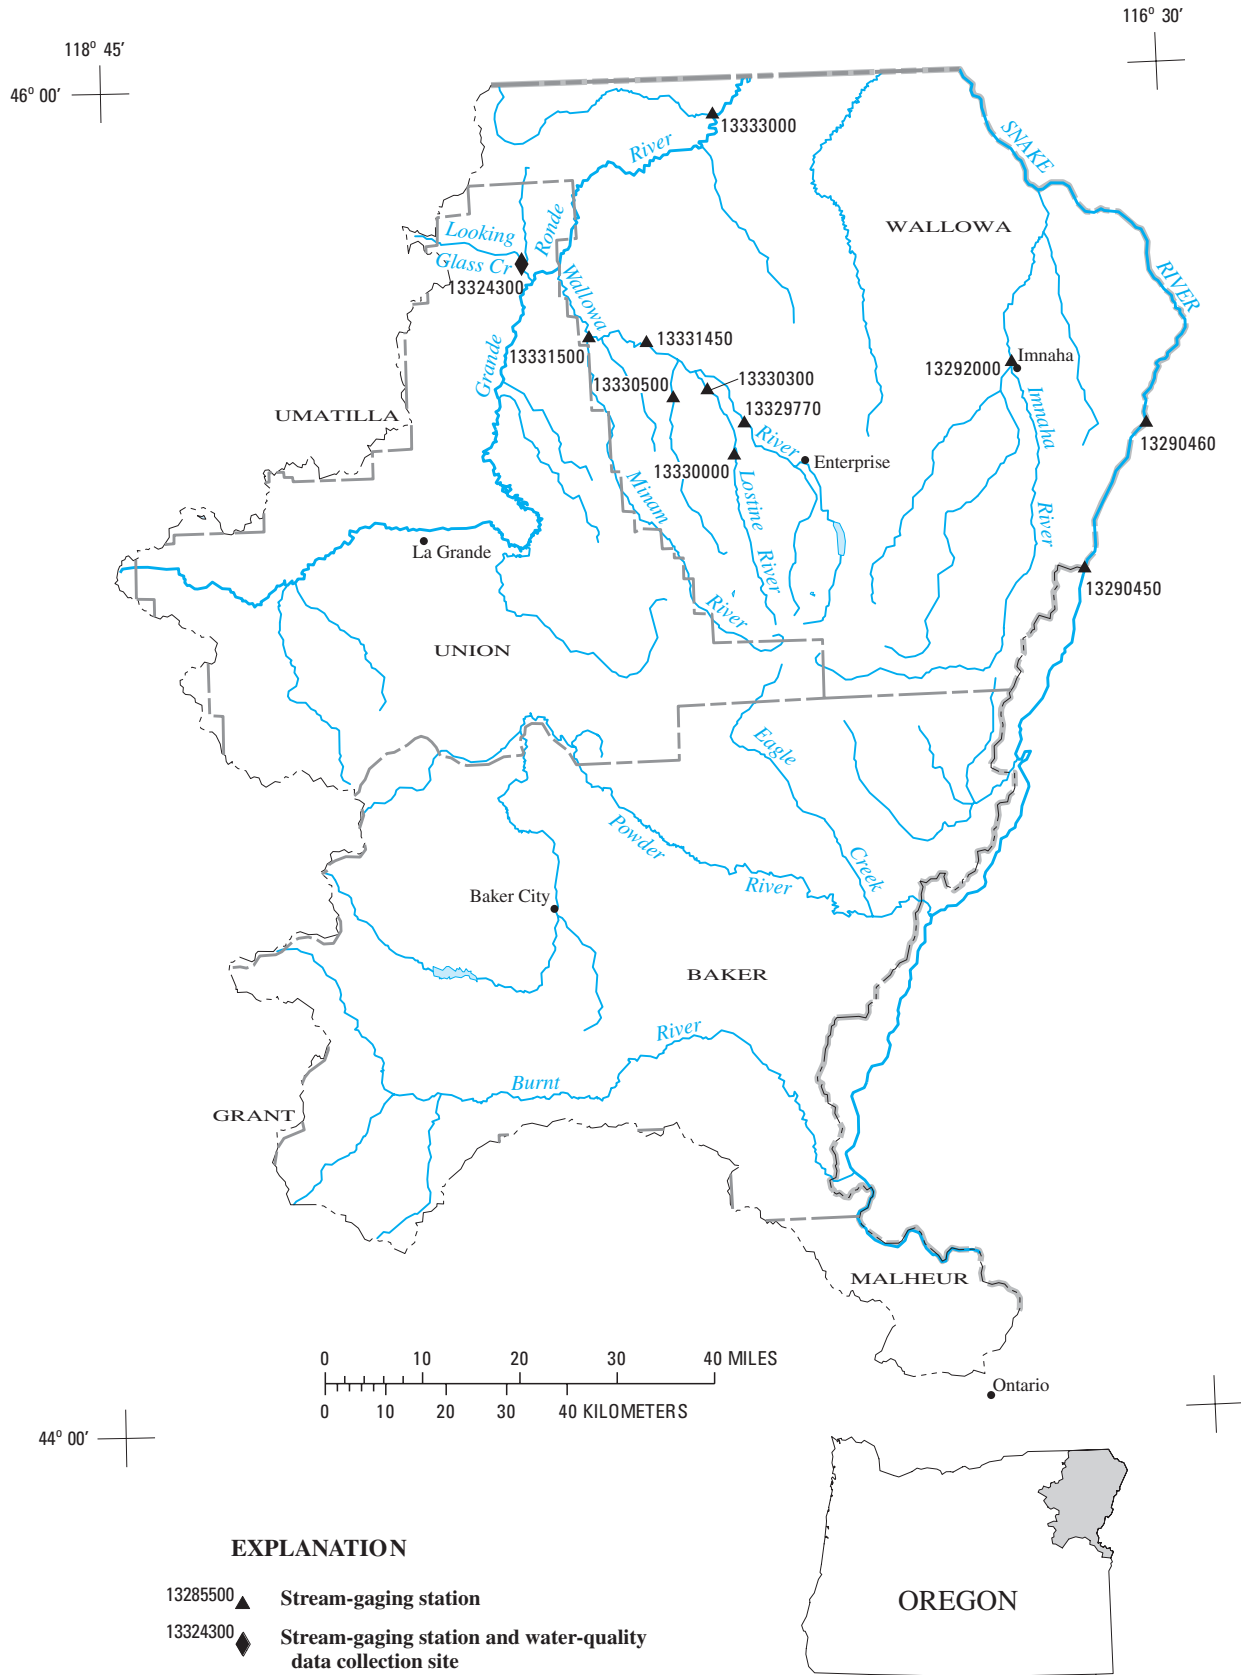 116° 30’
118° 45’
46° 00’
13333000
River
SNAKE
WALLOWA
Looking
Ronde
Glass Cr
13324300
Wallowa
RIVER
13331500
13331450
13292000
Imnaha
Grande
13330500
13330300
13329770
Imnaha
UMATILLA
13290460
River
Enterprise
13330000
Minam
Lostine
River
La Grande
River
13290450
River
UNION
Eagle
Powder
Creek
River
Baker City
BAKER
River
Burnt
GRANT
MALHEUR
0 10 20 30 40 MILES
0 10 20 30 40 KILOMETERS
Ontario
44° 00’
EXPLANATION
13285500 Stream-gaging station
13324300 Stream-gaging station and water-quality
data collection site
OREGON